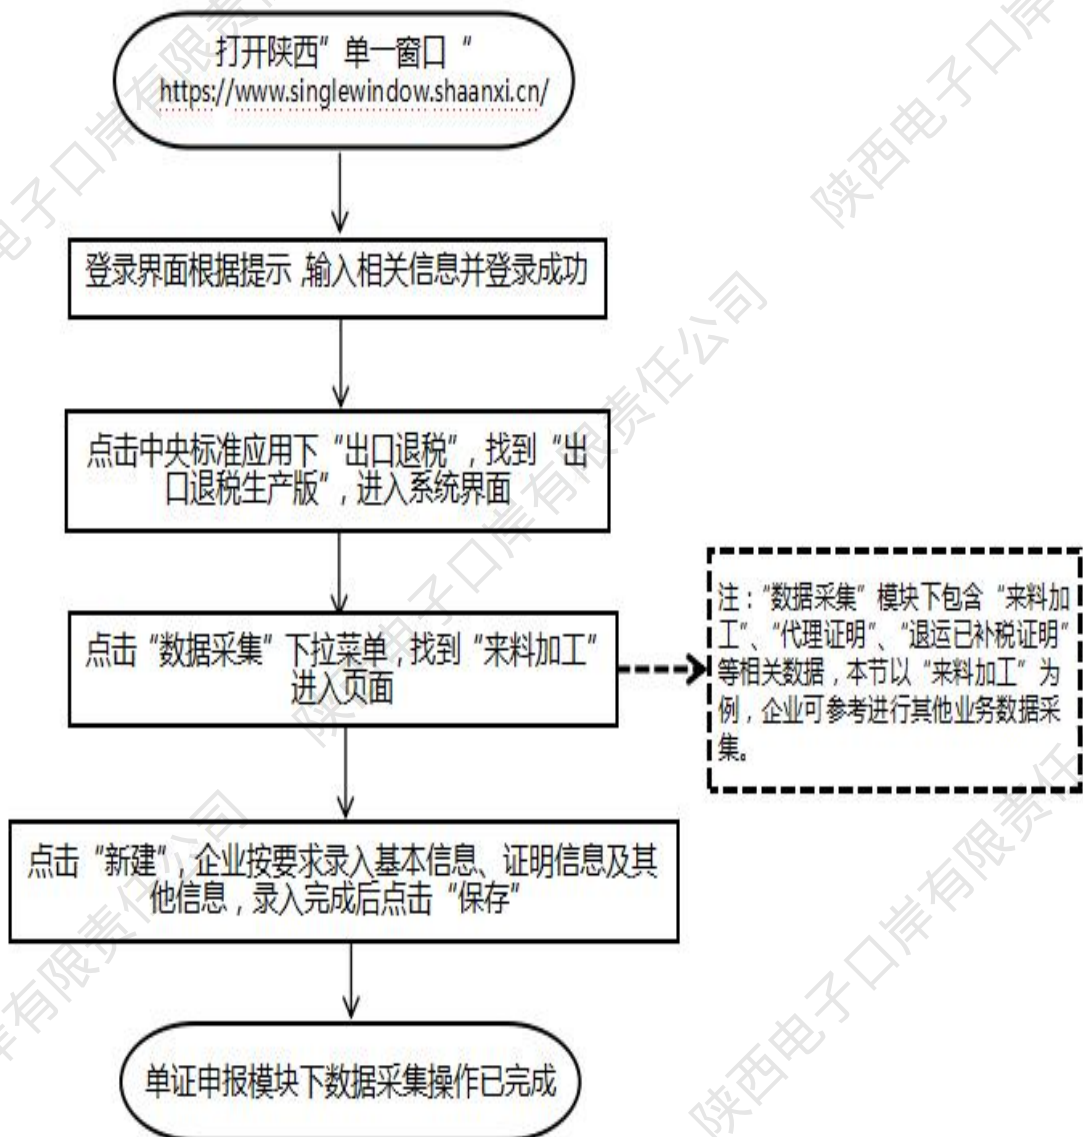 打开陕西”单一窗口“
https://www.singlewindow.shaanxi.cn/
登录界面根据提示,输入相关信息并登录成功
点击中央标准应用下“出口退税”，找到“出
口退税生产版”，进入系统界面
点击“数据采集”下拉菜单，找到“来料加工”
进入页面
注：“数据采集”模块下包含“来料加
工”、“代理证明”、“退运已补税证明”
等相关数据，本节以“来料加工”为
例，企业可参考进行其他业务数据采
集。
点击“新建”，企业按要求录入基本信息、证明信息及其
他信息，录入完成后点击“保存”
单证申报模块下数据采集操作已完成
陕西电子口岸有限责任公司